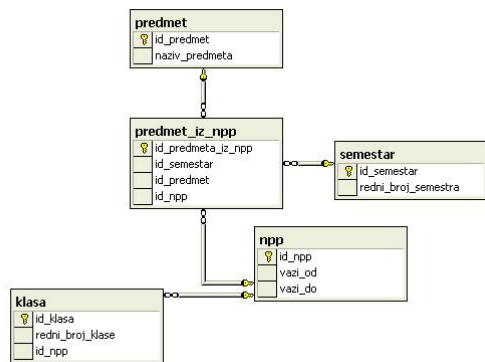 predmet
id_predmet
naziv_predmeta
predmet_iz_npp
id_predmeta_iz_npp
id_semestar
id_predmet
id_npp
semestar
id_semestar
redni_broj_semestra
npp
id_npp
vazi_od
vazi_do
klasa
id_klasa
redni_broj_klase
id_npp